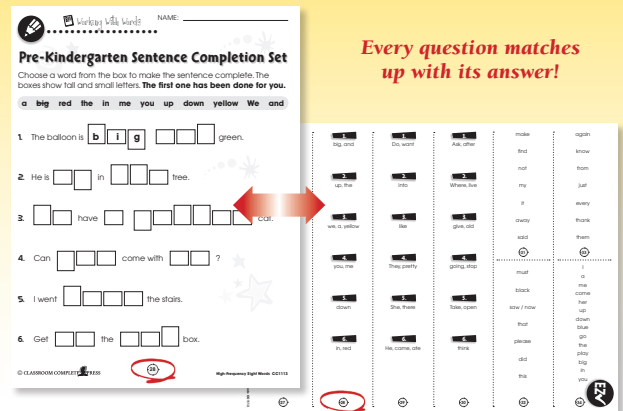 Working With Words
NAME:
Every question matches
up with its answer!
Pre-Kindergarten Sentence Completion Set
Choose a word from the box to make the sentence complete. The
boxes show tall and small letters. The first one has been done for you.
a big red the in me you up down yellow We and
1. The balloon is b i g green.
2. He is in tree.
3. have cat.
4. Can come with ?
5. I went the stairs.
6. Get the box.
© CLASSROOM COMPLETE PRESS
High-Frequency Sight Words CC1113
1.
big, and
2.
up, the
3.
we, a, yellow
4.
you, me
5.
down
6.
in, red
1.
Do, want
2.
into
3.
like
4.
They, pretty
5.
She, there
6.
He, came, ate
1.
Ask, after
2.
Where, live
3.
give, old
4.
going, stop
5.
Take, open
6.
think
make
find
not
my
it
away
said
must
black
saw / now
that
please
did
this
again
know
from
just
every
thank
them
I
a
me
come
her
up
down
blue
go
the
play
big
in
you
EZ✓